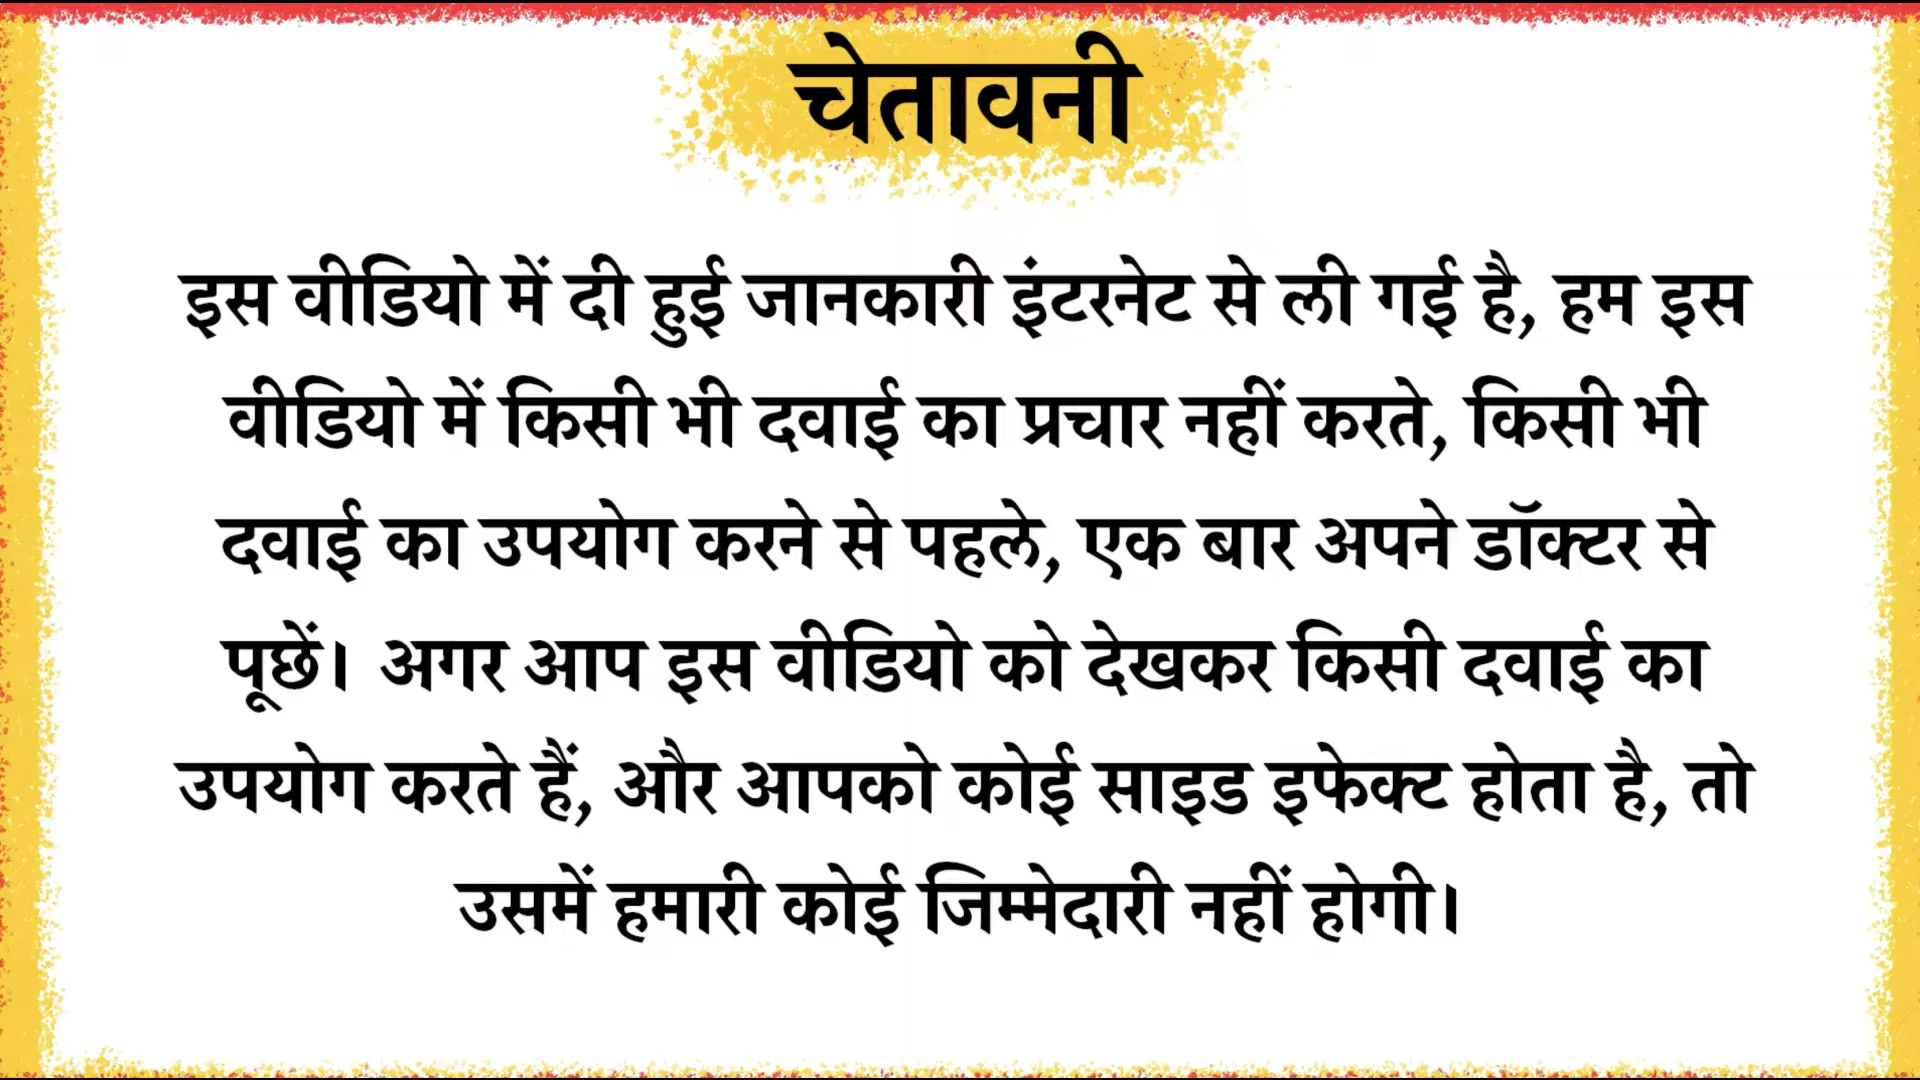 चेतावनी
इस वीडियो में दी हुई जानकारी इंटरनेट से ली गई है, हम इस
वीडियो में किसी भी दवाई का प्रचार नहीं करते, किसी भी
दवाई का उपयोग करने से पहले, एक बार अपने डॉक्टर से
पूछें। अगर आप इस वीडियो को देखकर किसी दवाई का
उपयोग करते हैं, और आपको कोई साइड इफेक्ट होता है, तो
उसमें हमारी कोई जिम्मेदारी नहीं होगी।